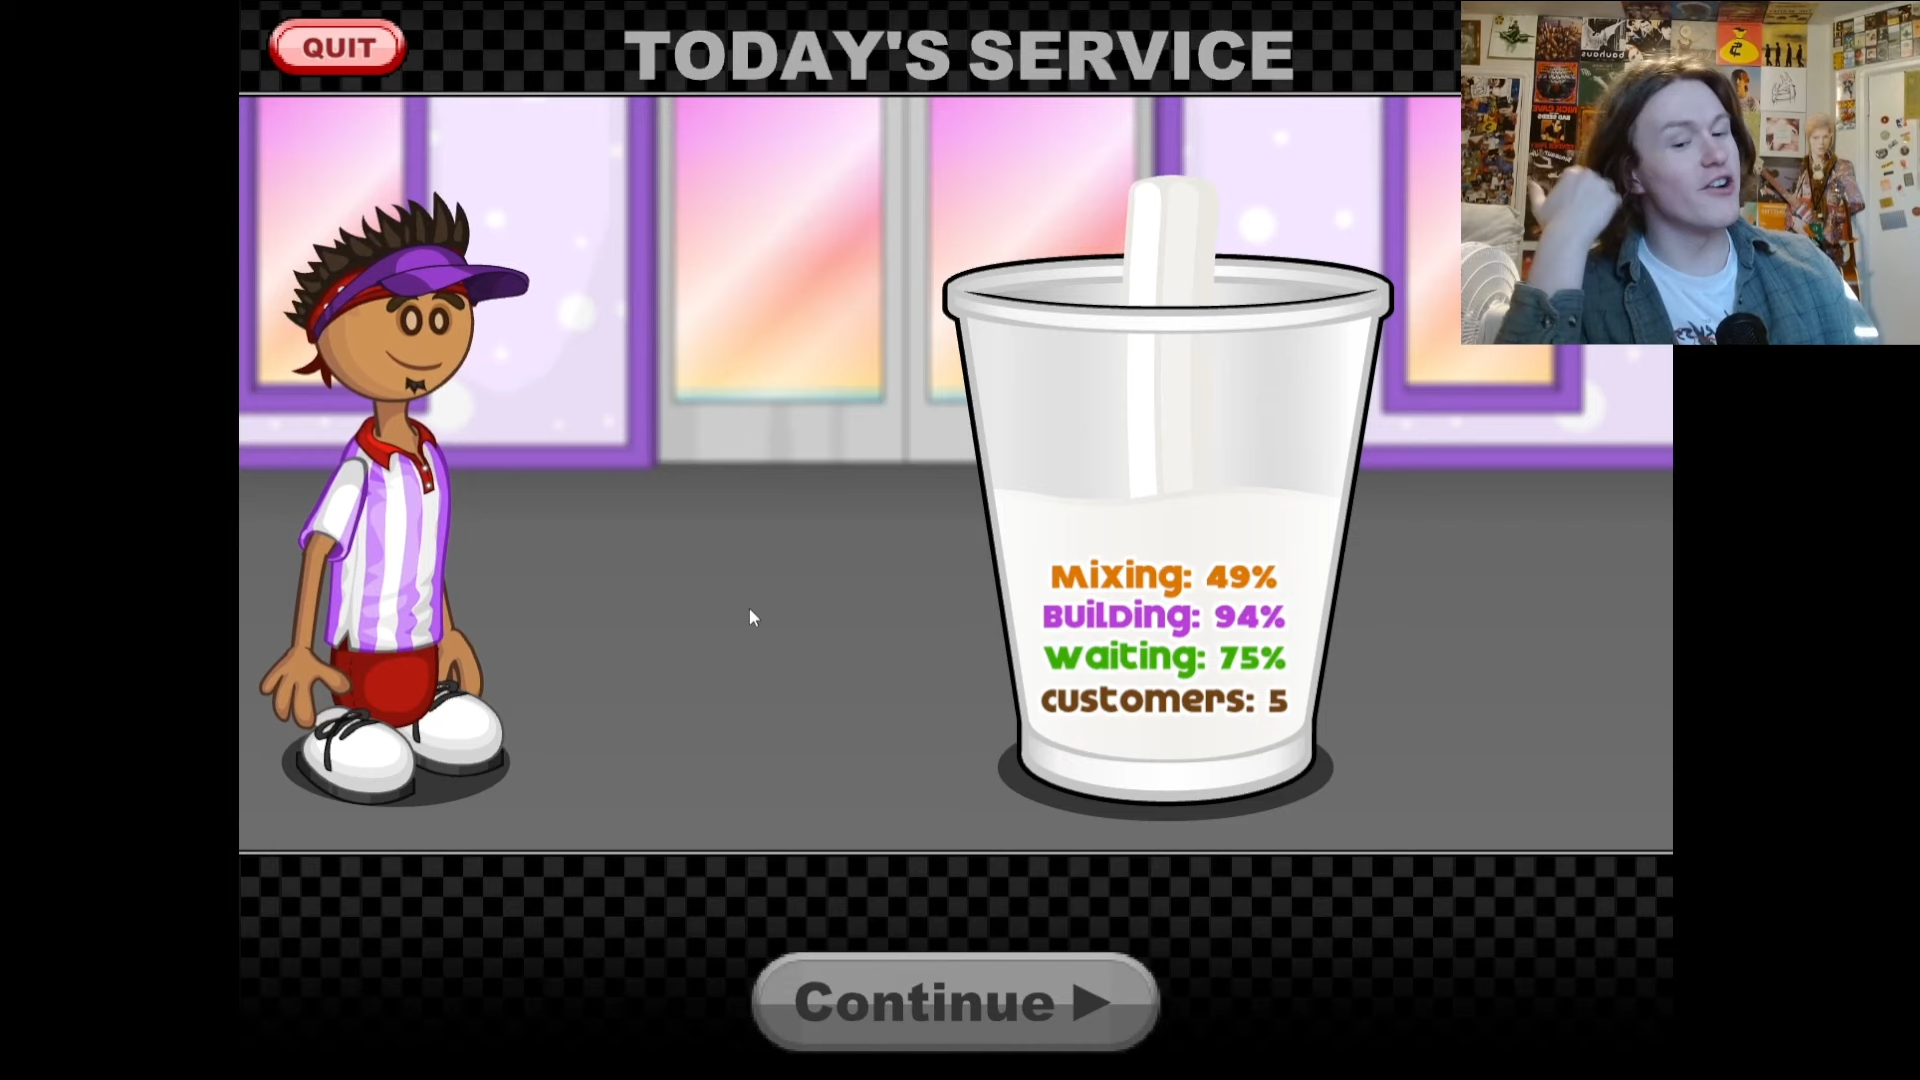 QUIT
TODAY'S SERVICE
Mixing: 49%
Building: 94%
waiting: 75%
customers: 5
Continue